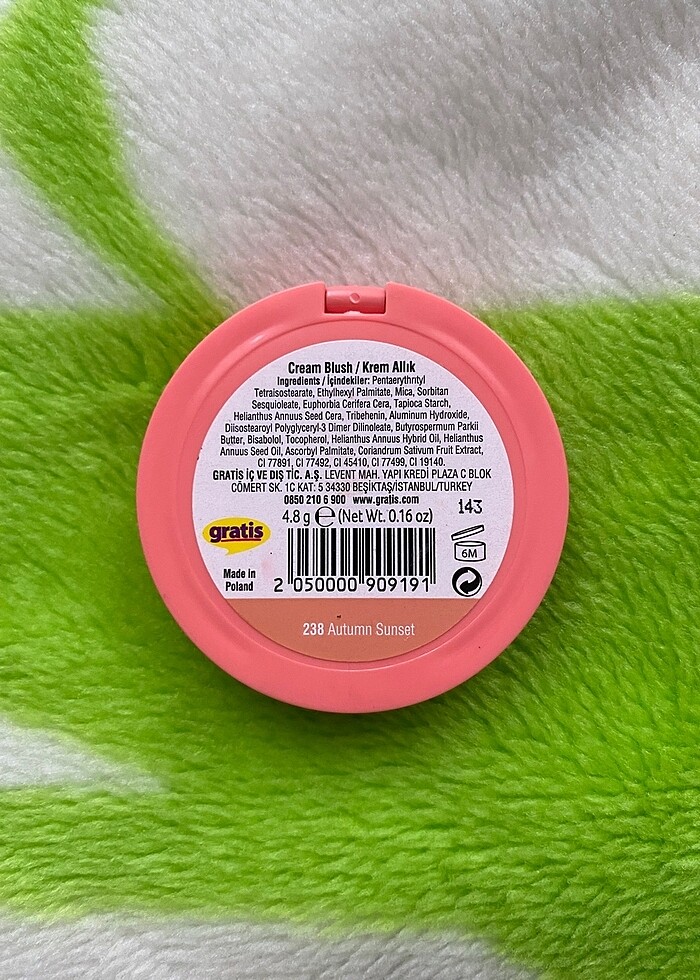 Cream Blush / Krem Allık
Ingredients / İçindekiler: Pentaerythrityl
Tetraisostearate, Ethylhexyl Palmitate, Mica, Sorbitan
Sesquioleate, Euphorbia Cerifera Cera, Tapioca Starch,
Helianthus Annuus Seed Cera, Tribehenin, Aluminum Hydroxide,
Diisostearoyl Polyglyceryl-3 Dimer Dilinoleate, Butyrospermum Parkii
Butter, Bisabolol, Tocopherol, Helianthus Annuus Hybrid Oil, Helianthus
Annuus Seed Oil, Ascorbyl Palmitate, Coriandrum Sativum Fruit Extract,
CI 77891, CI 77492, CI 45410, CI 77499, CI 19140.
GRATİS İÇ VE DIŞ TİC. A.Ş. LEVENT MAH. YAPI KREDİ PLAZA C BLOK
CÖMERT SK. 1C KAT: 5 34330 BEŞİKTAŞ/İSTANBUL/TURKEY
0850 210 6 900 www.gratis.com
4.8 g ℮ (Net Wt. 0.16 oz)
143
gratis
6M
Made in
Poland
2 050000 909191
238 Autumn Sunset